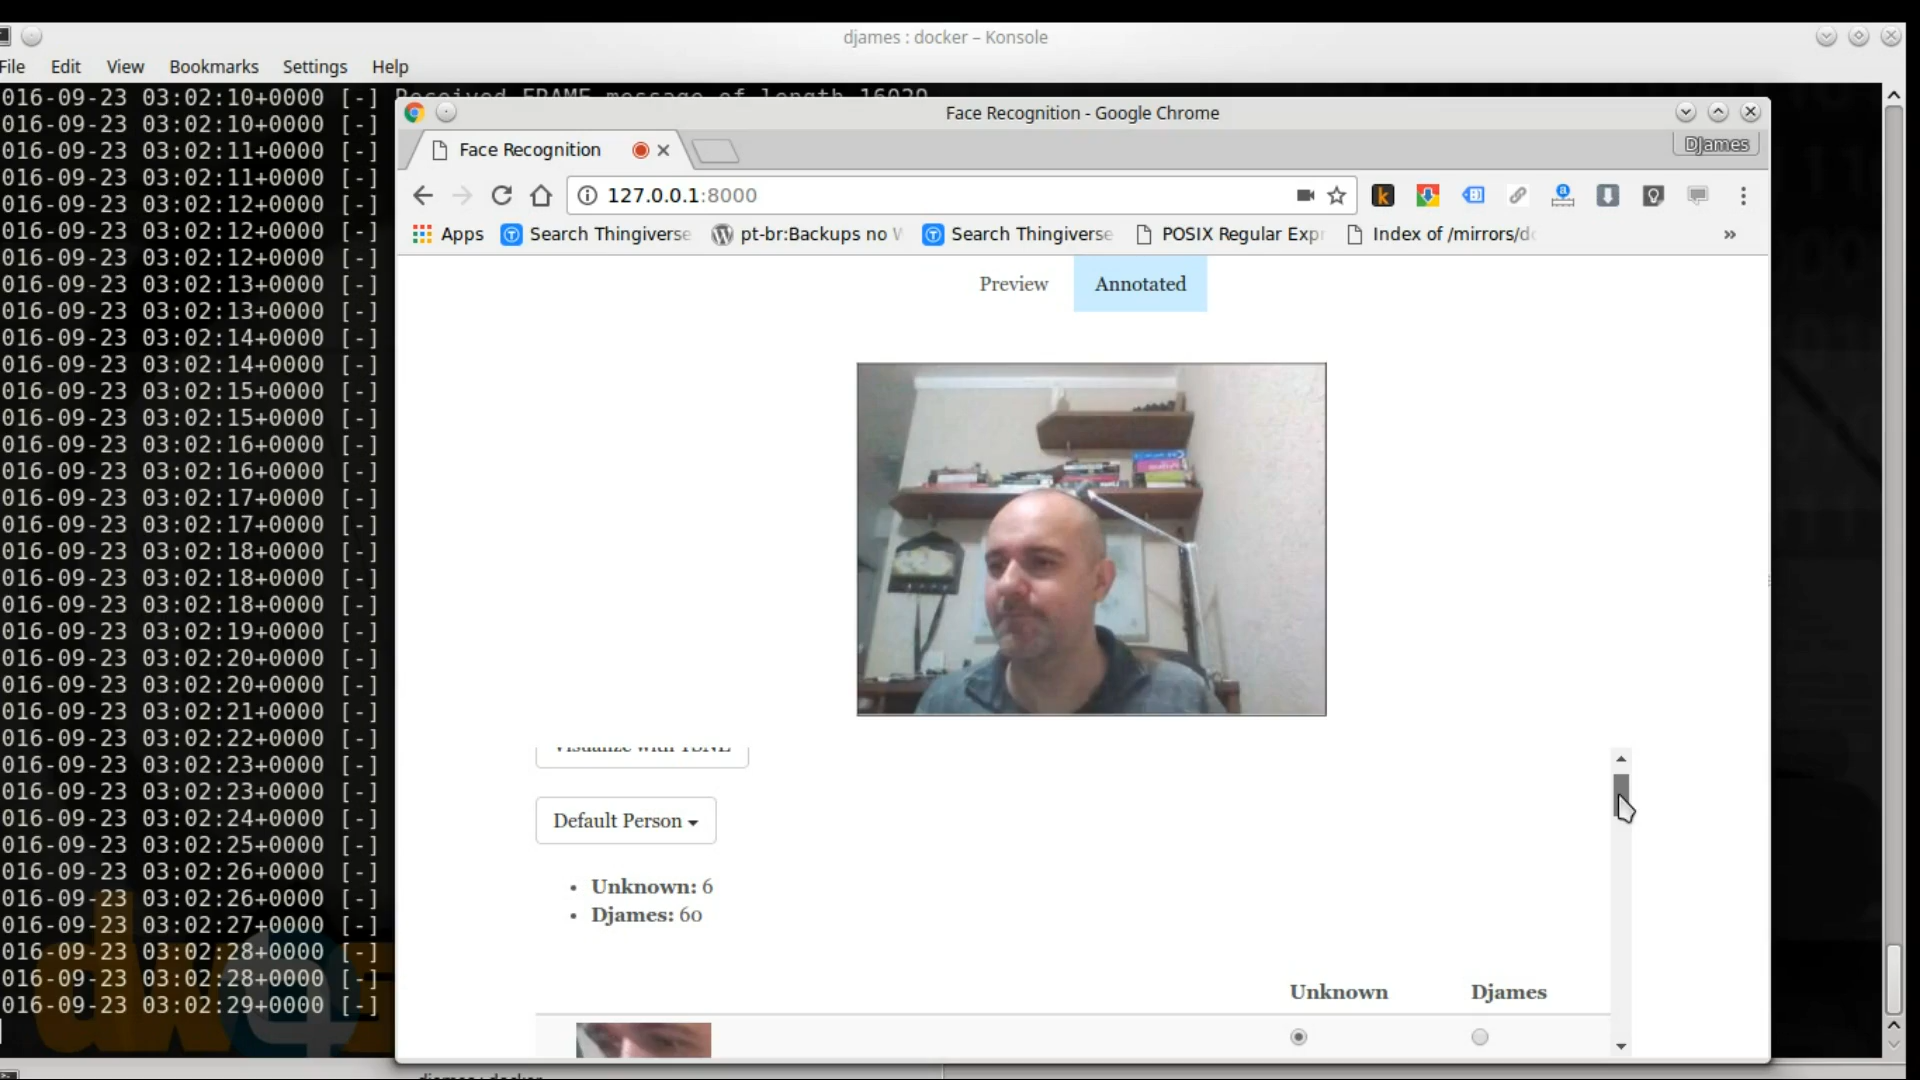 djames : docker – Konsole
File Edit View Bookmarks Settings Help
016-09-23 03:02:10+0000 [-] Received FRAME message of length 16029
016-09-23 03:02:10+0000 [-]
016-09-23 03:02:11+0000 [-]
016-09-23 03:02:11+0000 [-]
016-09-23 03:02:12+0000 [-]
016-09-23 03:02:12+0000 [-]
016-09-23 03:02:12+0000 [-]
016-09-23 03:02:13+0000 [-]
016-09-23 03:02:13+0000 [-]
016-09-23 03:02:14+0000 [-]
016-09-23 03:02:14+0000 [-]
016-09-23 03:02:15+0000 [-]
016-09-23 03:02:15+0000 [-]
016-09-23 03:02:16+0000 [-]
016-09-23 03:02:16+0000 [-]
016-09-23 03:02:17+0000 [-]
016-09-23 03:02:17+0000 [-]
016-09-23 03:02:18+0000 [-]
016-09-23 03:02:18+0000 [-]
016-09-23 03:02:18+0000 [-]
016-09-23 03:02:19+0000 [-]
016-09-23 03:02:20+0000 [-]
016-09-23 03:02:20+0000 [-]
016-09-23 03:02:21+0000 [-]
016-09-23 03:02:22+0000 [-]
016-09-23 03:02:23+0000 [-]
016-09-23 03:02:23+0000 [-]
016-09-23 03:02:24+0000 [-]
016-09-23 03:02:25+0000 [-]
016-09-23 03:02:26+0000 [-]
016-09-23 03:02:26+0000 [-]
016-09-23 03:02:27+0000 [-]
016-09-23 03:02:28+0000 [-]
016-09-23 03:02:28+0000 [-]
016-09-23 03:02:29+0000 [-]
Face Recognition - Google Chrome
Face Recognition
DJames
127.0.0.1:8000
Apps Search Thingiverse pt-br:Backups no Search Thingiverse POSIX Regular Exp Index of /mirrors/d »
Preview Annotated
Visualize with TSNE
Default Person
• Unknown: 6
• Djames: 60
Unknown Djames
djames : docker